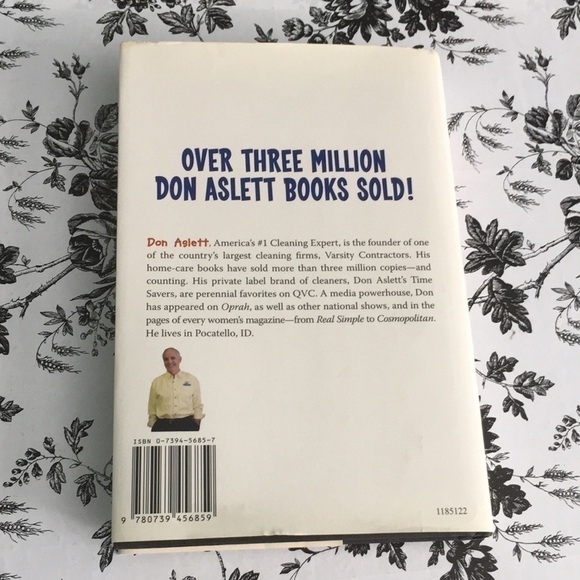 OVER THREE MILLION
DON ASLETT BOOKS SOLD!
Don Aslett, America's #1 Cleaning Expert, is the founder of one
of the country's largest cleaning firms, Varsity Contractors. His
home-care books have sold more than three million copies—and
counting. His private label brand of cleaners, Don Aslett's Time
Savers, are perennial favorites on QVC. A media powerhouse, Don
has appeared on Oprah, as well as other national shows, and in the
pages of every women's magazine—from Real Simple to Cosmopolitan.
He lives in Pocatello, ID.
ISBN 0-7394-5685-7
9 780739 456859
1185122